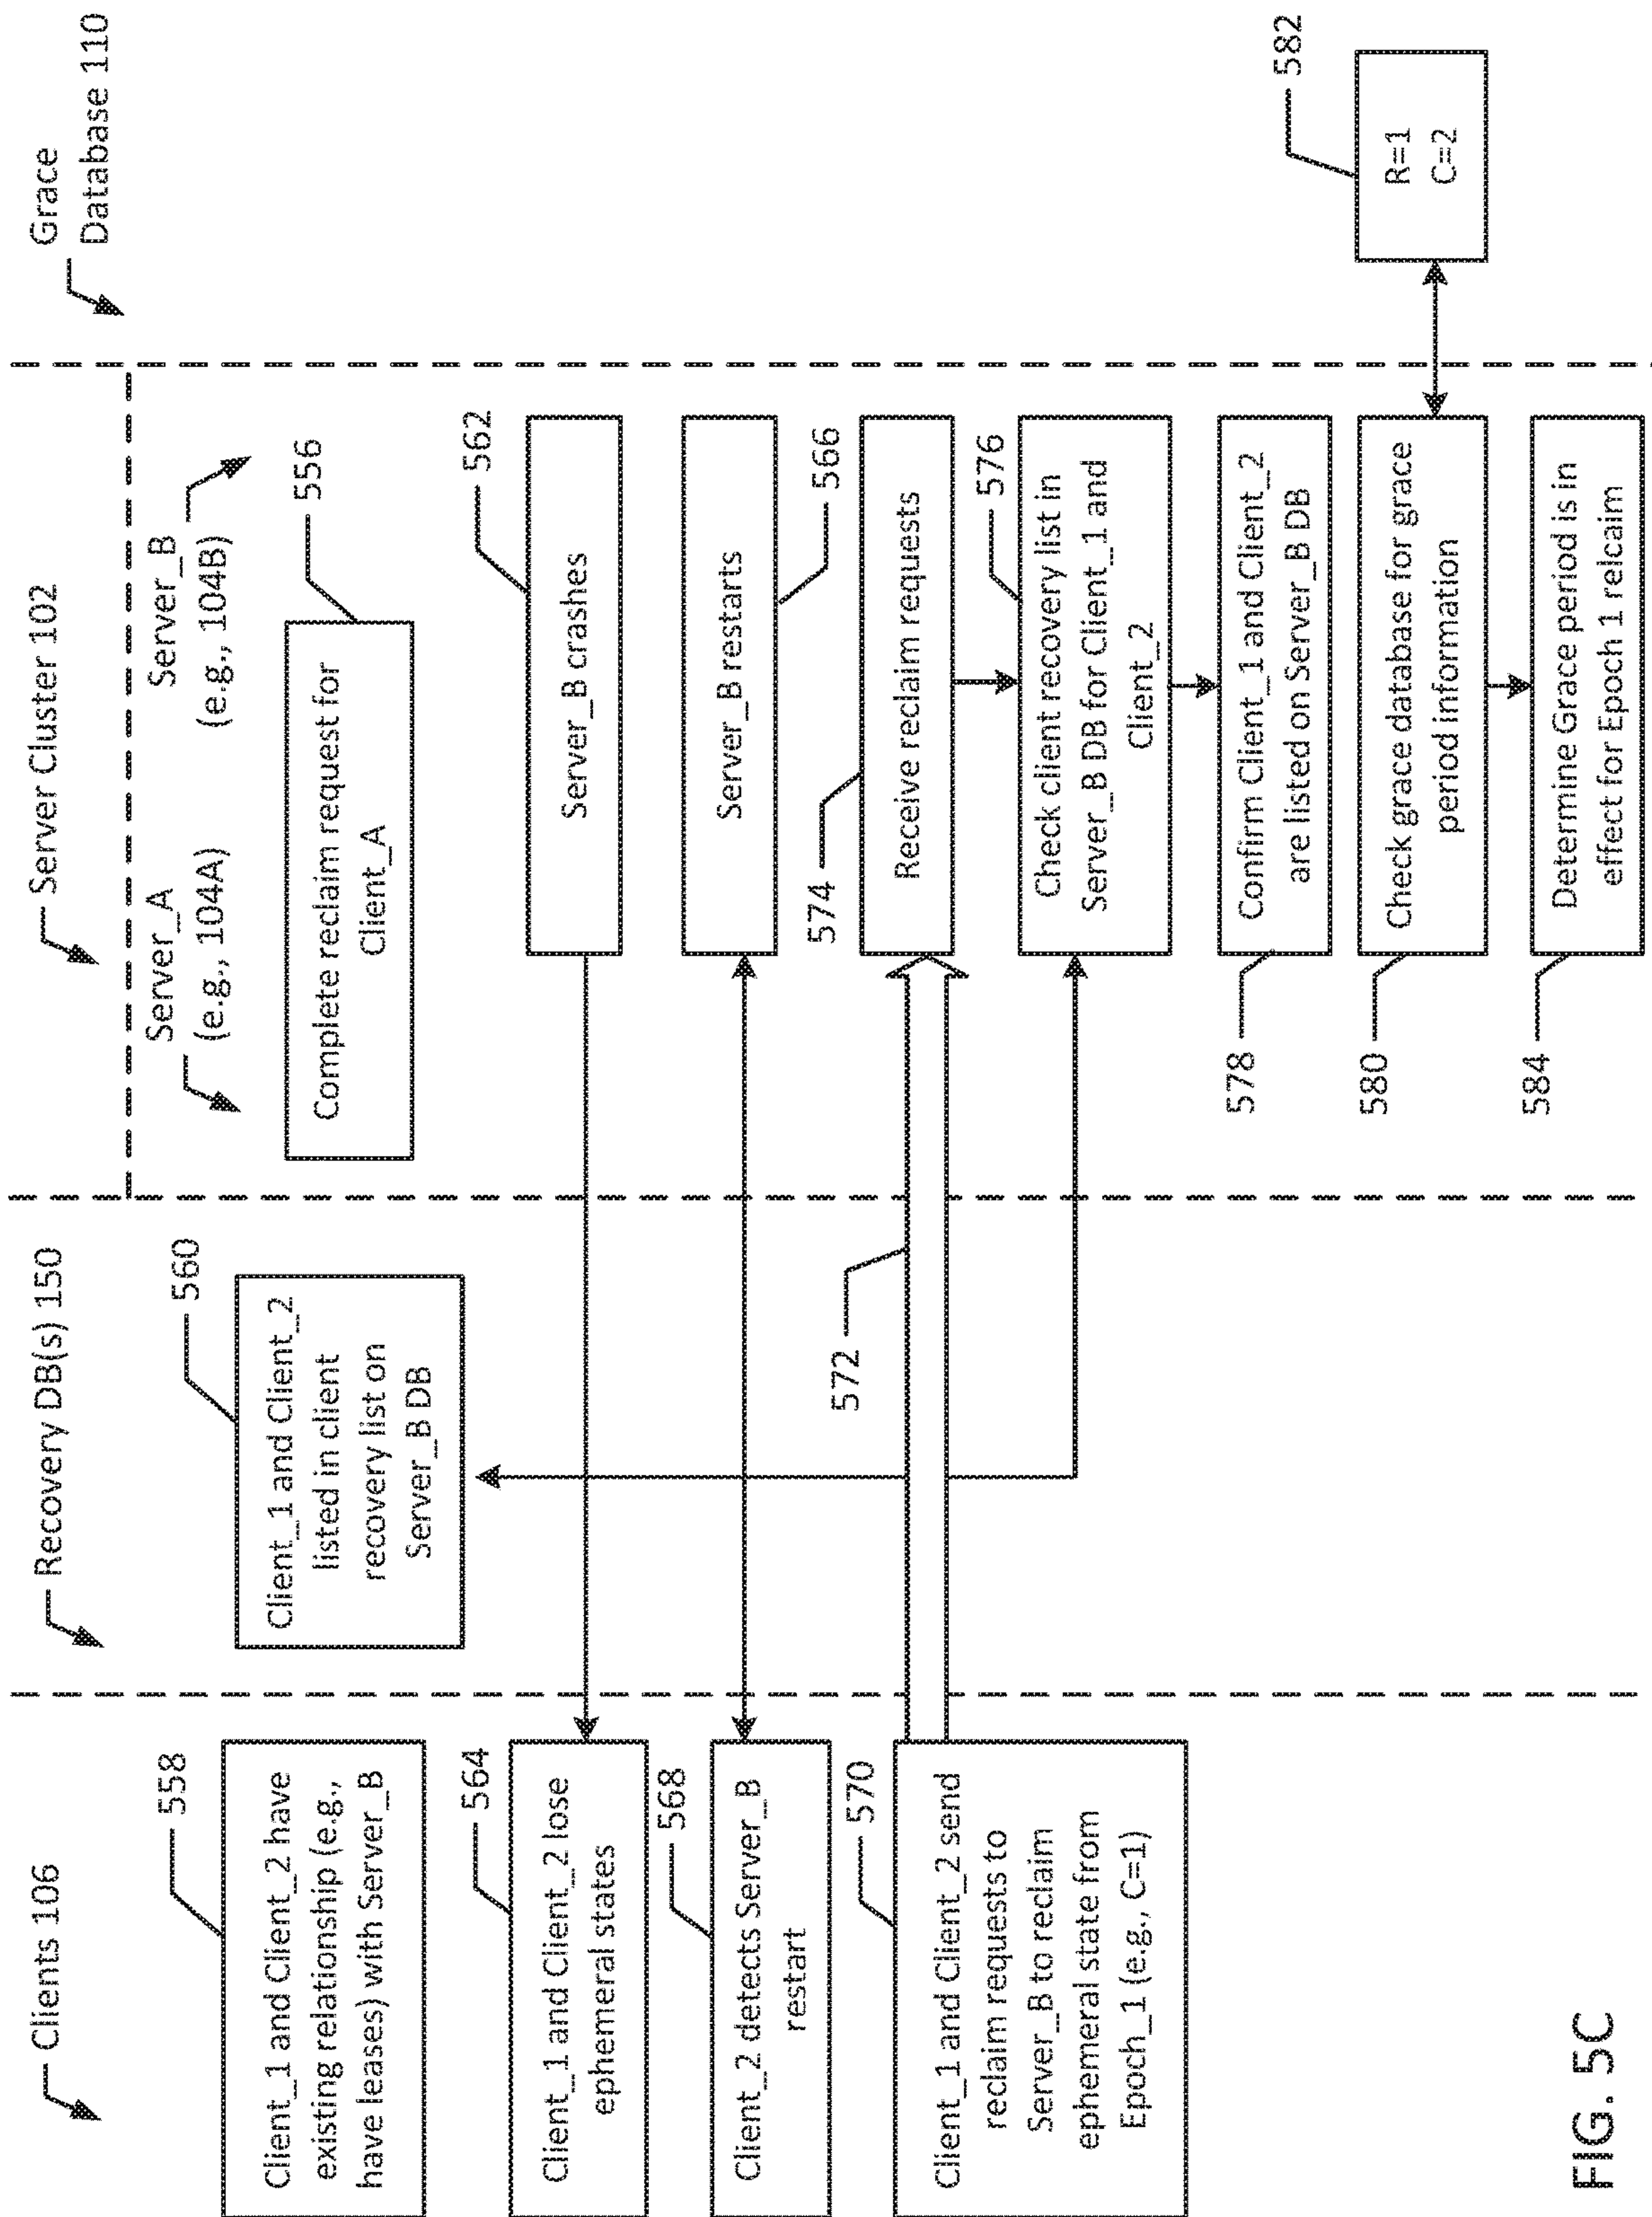 Clients 106
Recovery DB(s) 150
Server Cluster 102
Grace
Database 110
Server_A
(e.g., 104A)
Server_B
(e.g., 104B)
558
Client_1 and Client_2 have
existing relationship (e.g.,
have leases) with Server_B
560
Client_1 and Client_2
listed in client
recovery list on
Server_B DB
556
Complete reclaim request for
Client_A
562
Server_B crashes
564
Client_1 and Client_2 lose
ephemeral states
566
Server_B restarts
568
Client_2 detects Server_B
restart
570
Client_1 and Client_2 send
reclaim requests to
Server_B to reclaim
ephemeral state from
Epoch_1 (e.g., C=1)
572
574
Receive reclaim requests
576
Check client recovery list in
Server_B DB for Client_1 and
Client_2
578
Confirm Client_1 and Client_2
are listed on Server_B DB
580
Check grace database for grace
period information
582
R=1
C=2
584
Determine Grace period is in
effect for Epoch 1 relcaim
FIG. 5C